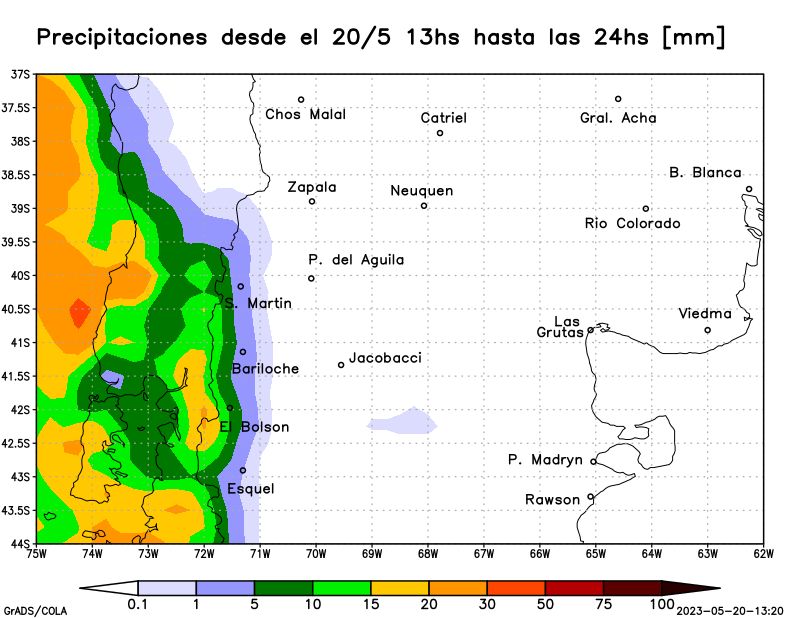 Precipitaciones desde el 20/5 13hs hasta las 24hs [mm]
37S
37.5S
38S
38.5S
39S
39.5S
40S
40.5S
41S
41.5S
42S
42.5S
43S
43.5S
44S
Chos Malal
Catriel
Gral. Acha
B. Blanca
Zapala
Neuquen
Rio Colorado
P. del Aguila
S. Martin
Viedma
Las
Grutas
Bariloche
Jacobacci
El Bolson
P. Madryn
Esquel
Rawson
75W 74W 73W 72W 71W 70W 69W 68W 67W 66W 65W 64W 63W 62W
0.1 1 5 10 15 20 30 50 75 100
GrADS/COLA
2023-05-20-13:20